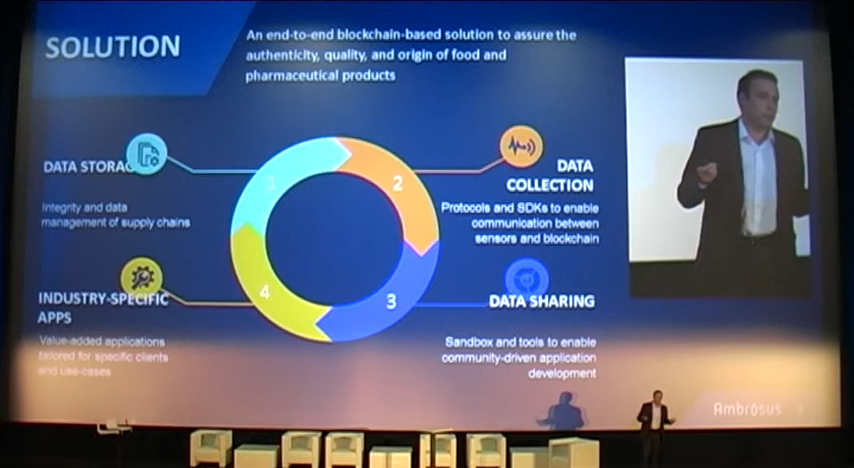 SOLUTION
An end-to-end blockchain-based solution to assure the
authenticity, quality, and origin of food and
pharmaceutical products
DATA
Integrity and data
management of supply chains
1
2
DATA
COLLECTION
Protocols and SDKs to enable
communication between
sensors and blockchain
INDUSTRY-SPECIFIC
APPS
Value-added applications
tailored for specific clients
and use-cases
4
3
DATA SHARING
Sandbox and tools to enable
community-driven application
development
Ambrosus